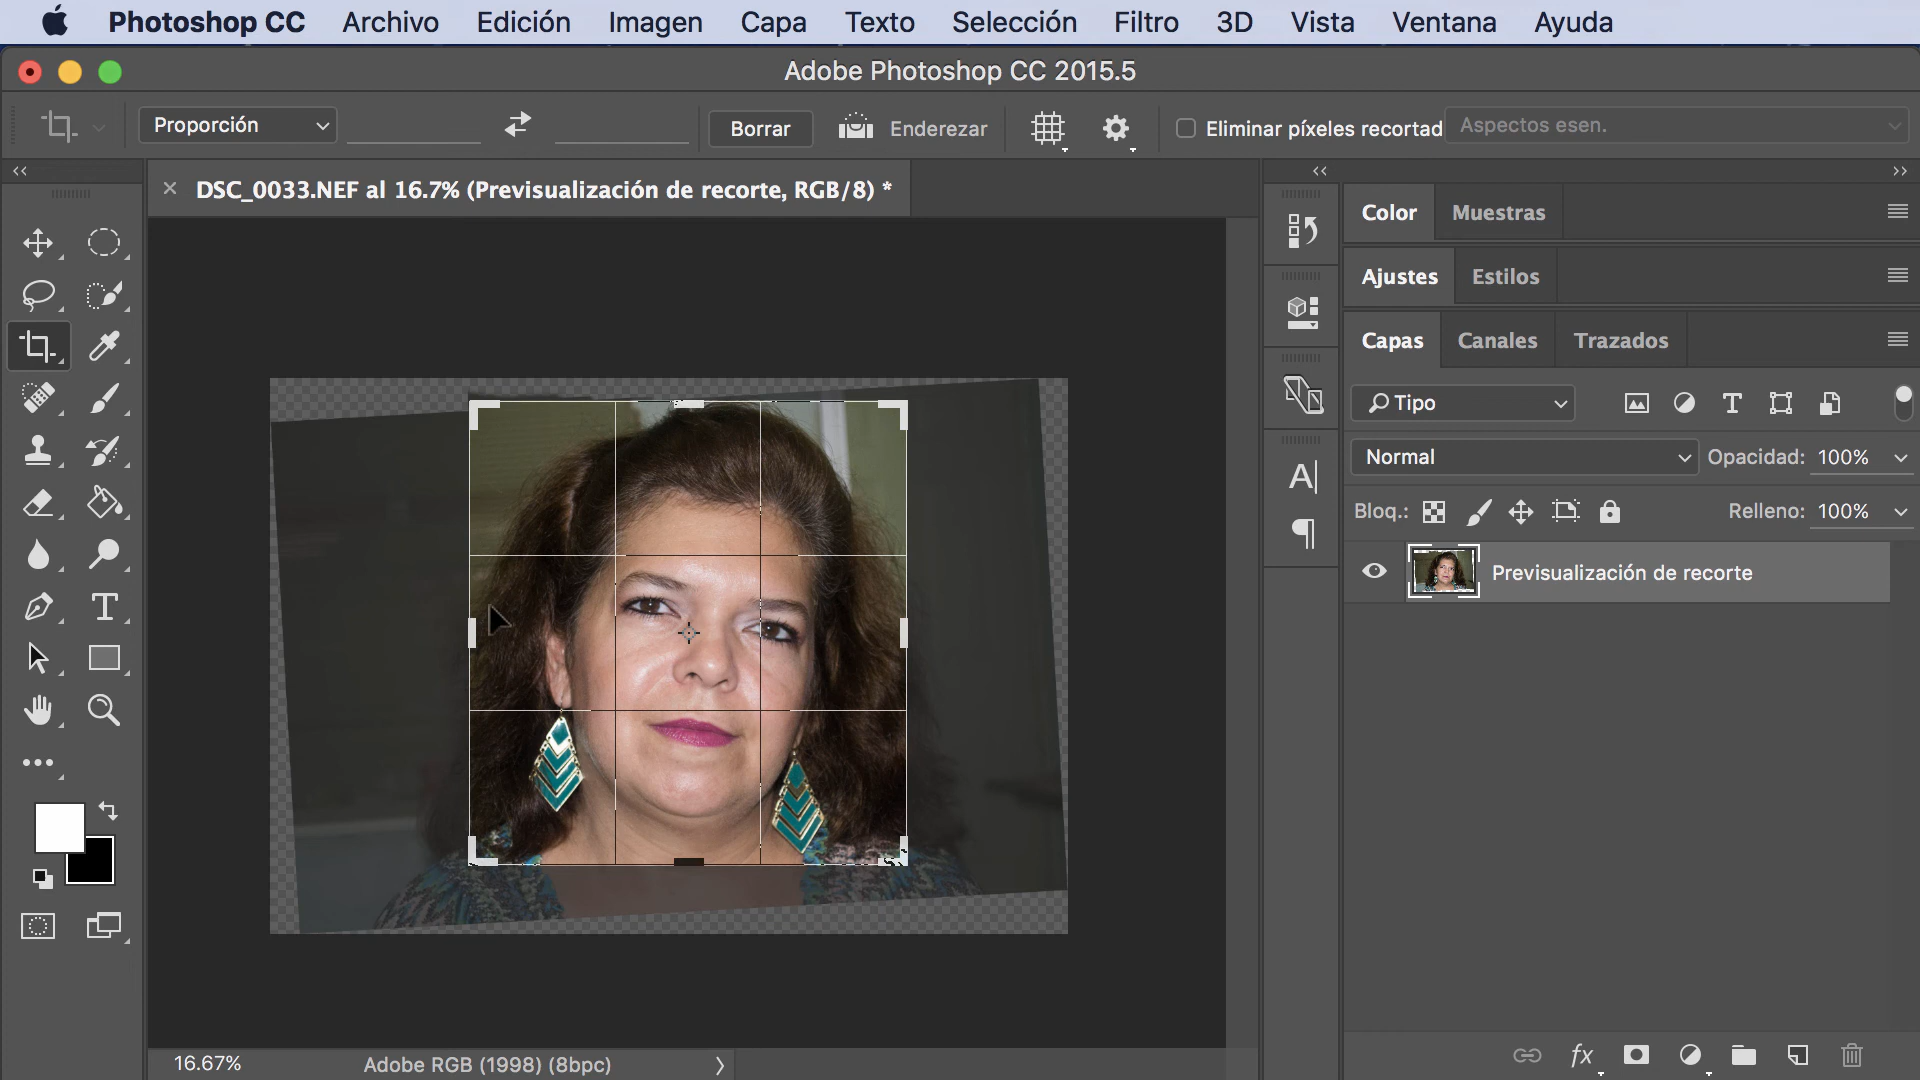 Photoshop CC Archivo Edición Imagen Capa Texto Selección Filtro 3D Vista Ventana Ayuda
Adobe Photoshop CC 2015.5
Proporción Borrar Enderezar Eliminar píxeles recortad Aspectos esen.
DSC_0033.NEF al 16.7% (Previsualización de recorte, RGB/8) *
Color Muestras
Ajustes Estilos
Capas Canales Trazados
Tipo
Normal Opacidad: 100%
Bloq.: Relleno: 100%
Previsualización de recorte
16.67% Adobe RGB (1998) (8bpc)
fx